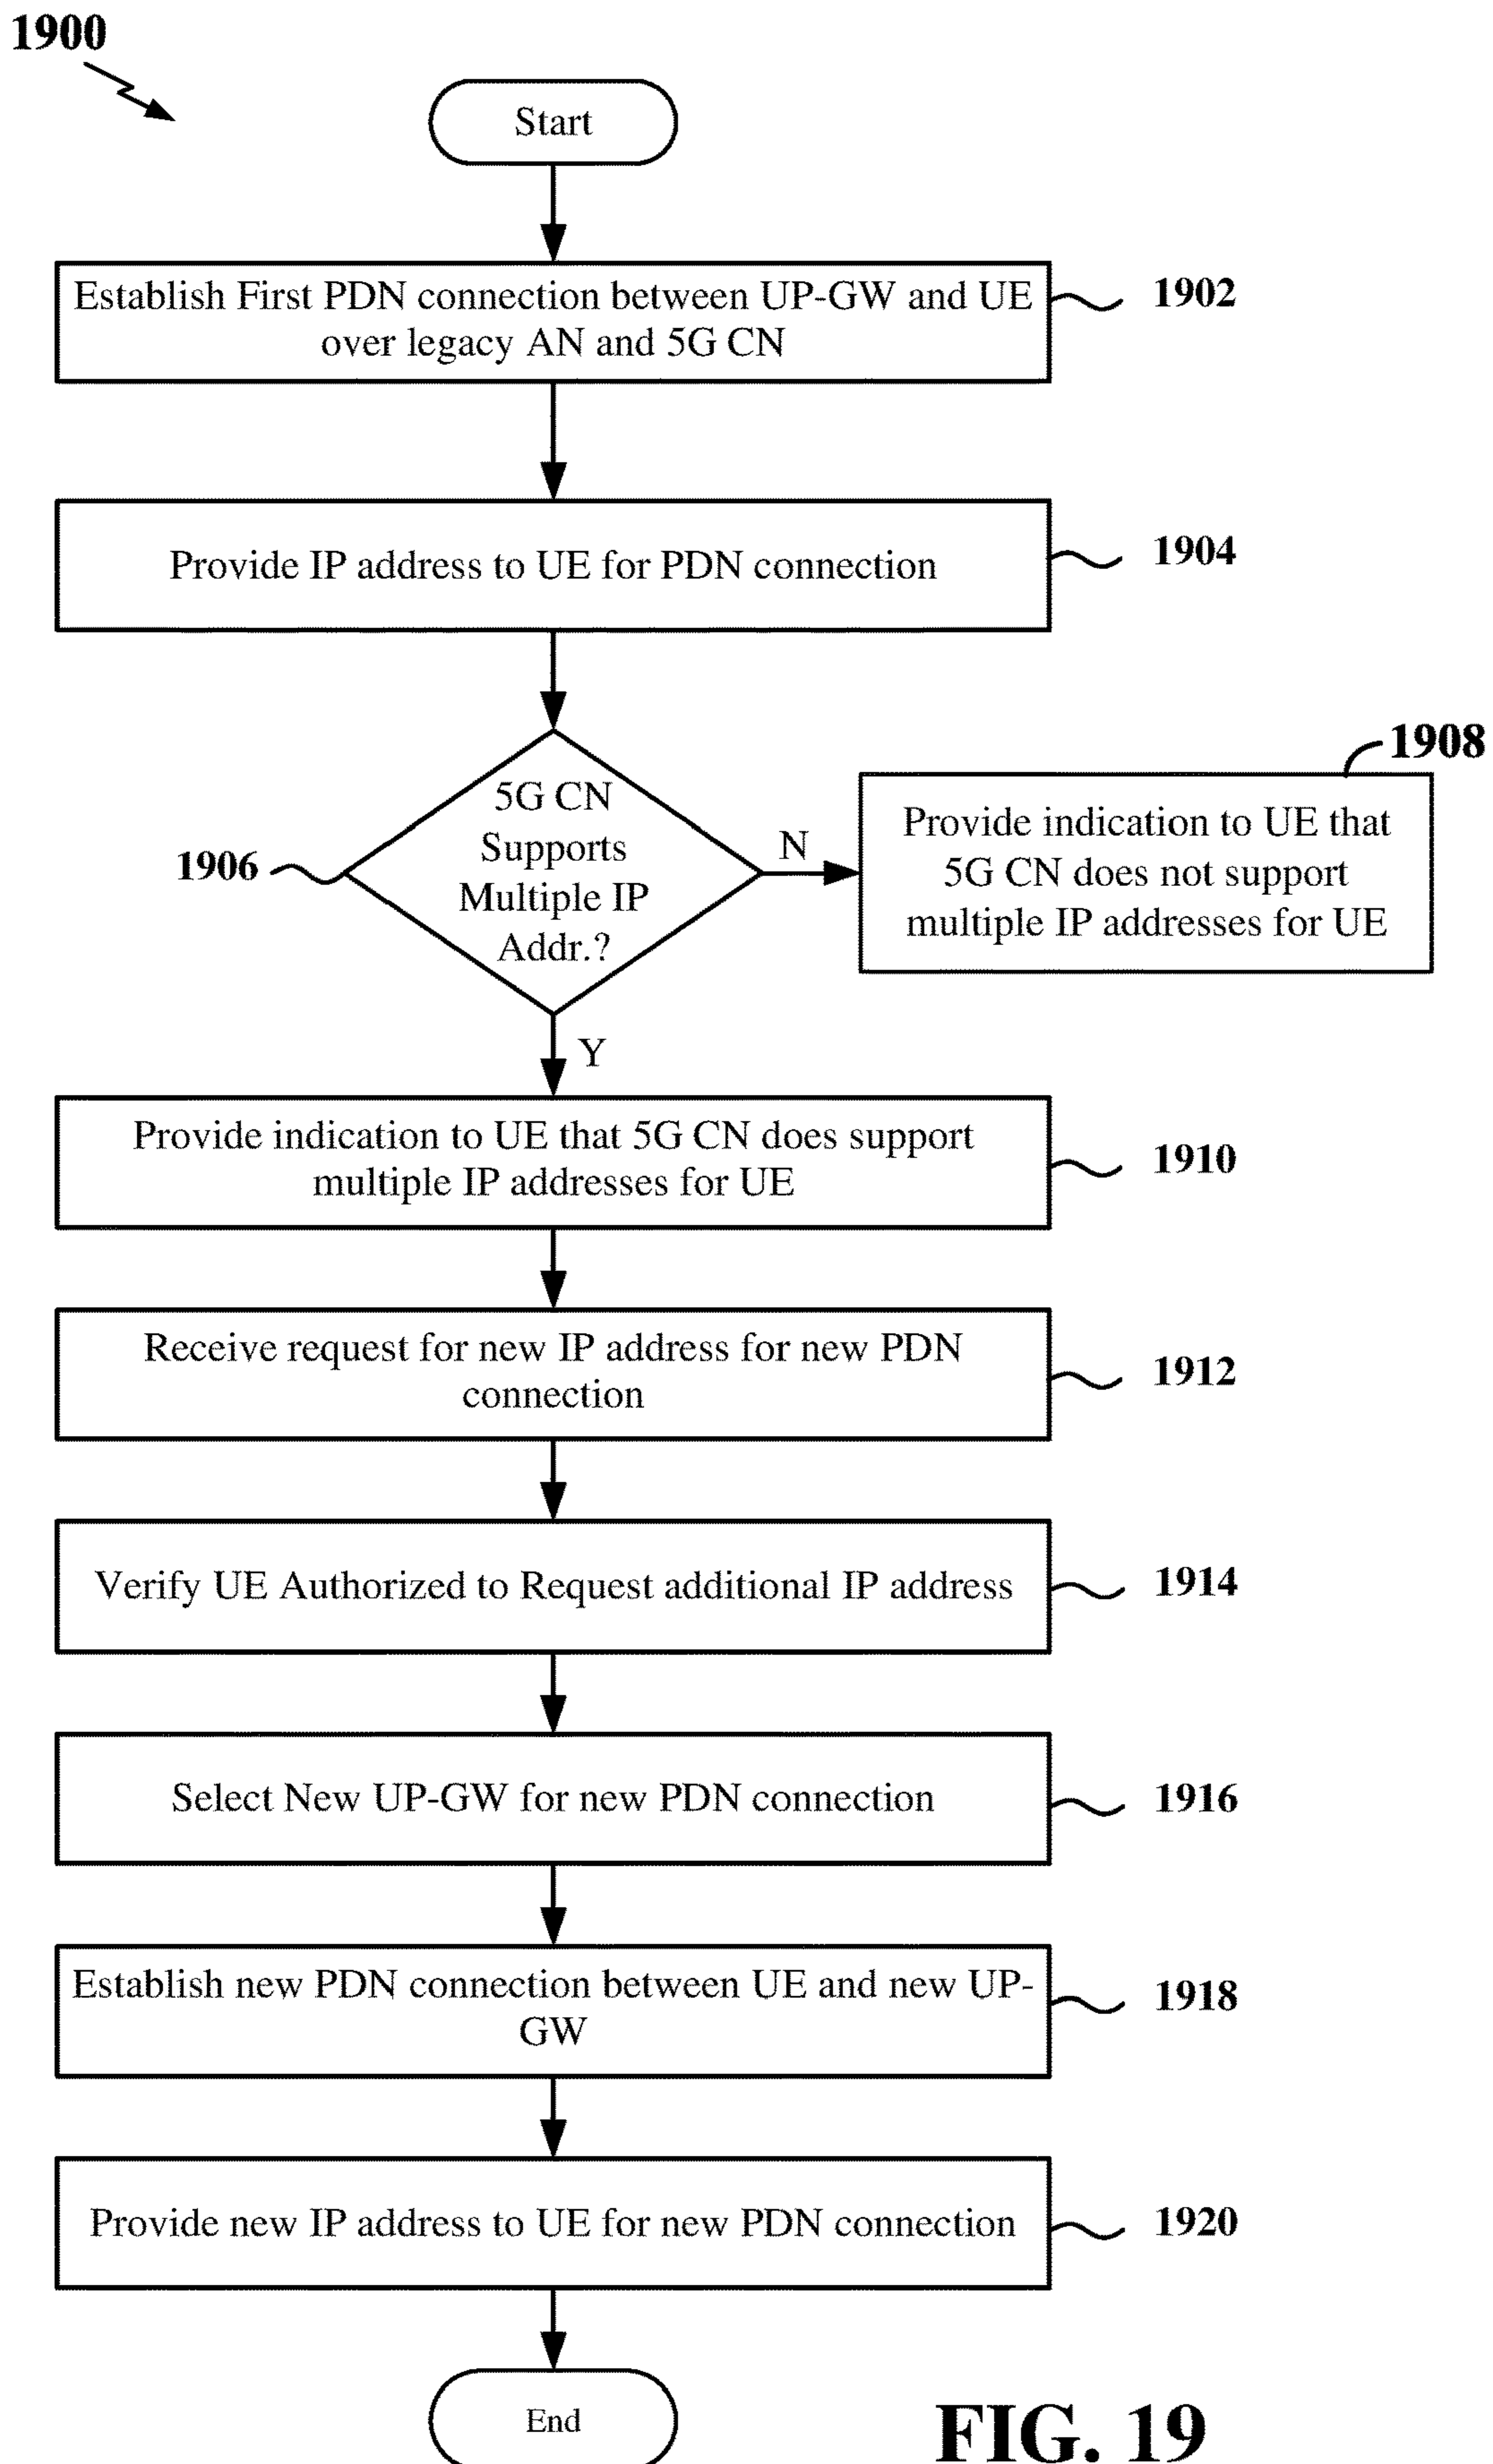 1900
Start
Establish First PDN connection between UP-GW and UE
over legacy AN and 5G CN
1902
Provide IP address to UE for PDN connection
1904
5G CN
Supports
Multiple IP
Addr.?
1906
N
1908
Provide indication to UE that
5G CN does not support
multiple IP addresses for UE
Y
Provide indication to UE that 5G CN does support
multiple IP addresses for UE
1910
Receive request for new IP address for new PDN
connection
1912
Verify UE Authorized to Request additional IP address
1914
Select New UP-GW for new PDN connection
1916
Establish new PDN connection between UE and new UP-
GW
1918
Provide new IP address to UE for new PDN connection
1920
End
FIG. 19